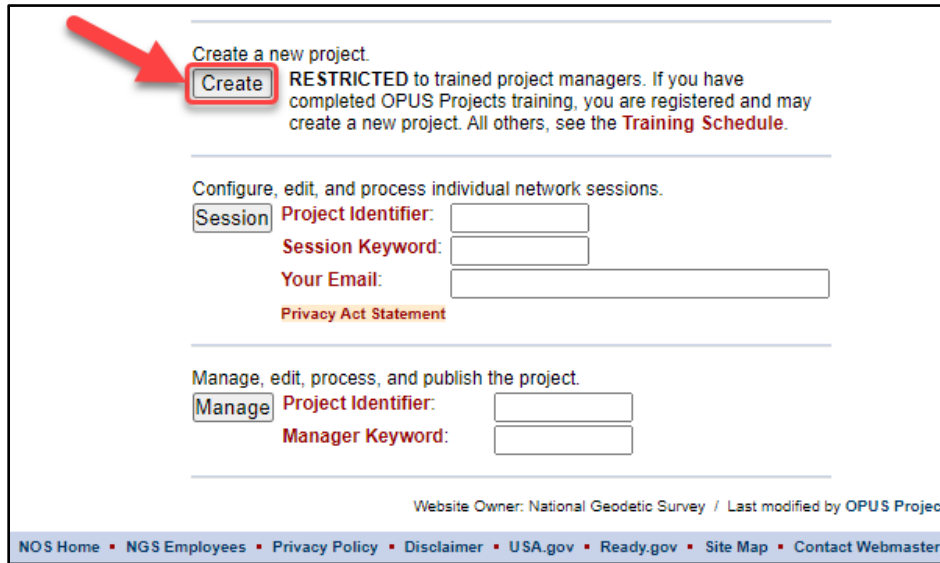 Create a new project.
Create RESTRICTED to trained project managers. If you have
completed OPUS Projects training, you are registered and may
create a new project. All others, see the Training Schedule.
Configure, edit, and process individual network sessions.
Session Project Identifier:
Session Keyword:
Your Email:
Privacy Act Statement
Manage, edit, process, and publish the project.
Manage Project Identifier:
Manager Keyword:
Website Owner: National Geodetic Survey / Last modified by OPUS Projec
NOS Home ▪ NGS Employees ▪ Privacy Policy ▪ Disclaimer ▪ USA.gov ▪ Ready.gov ▪ Site Map ▪ Contact Webmaster